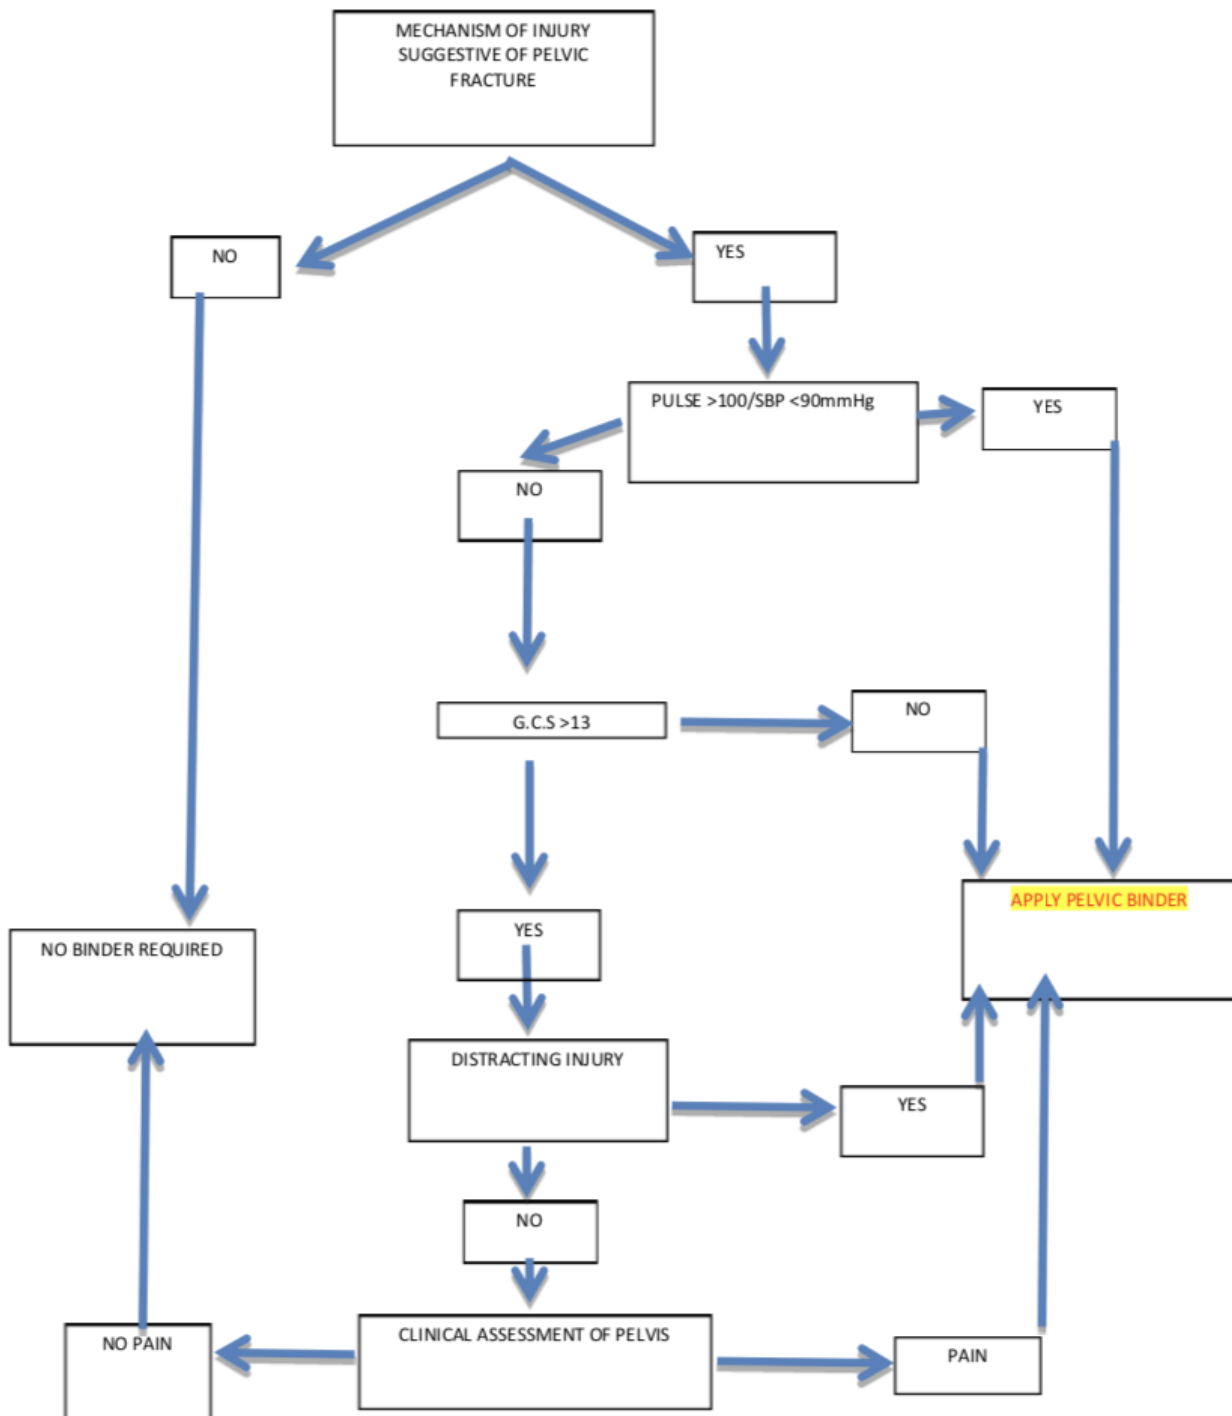 MECHANISM OF INJURY
SUGGESTIVE OF PELVIC
FRACTURE
NO
YES
PULSE >100/SBP <90mmHg
YES
NO
G.C.S >13
NO
APPLY PELVIC BINDER
YES
NO BINDER REQUIRED
DISTRACTING INJURY
YES
NO
CLINICAL ASSESSMENT OF PELVIS
NO PAIN
PAIN